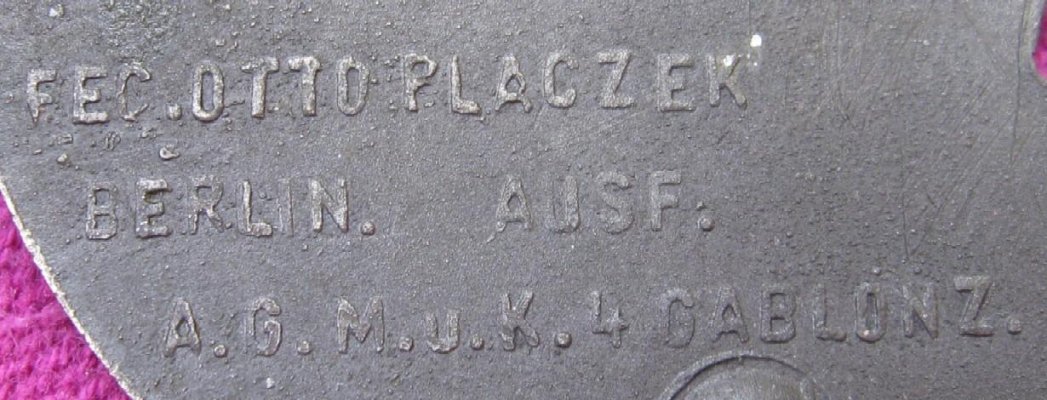 FEC. OTTO PLACZEK
BERLIN. AUSF.
A.G.M.u.K.4 GABLONZ.